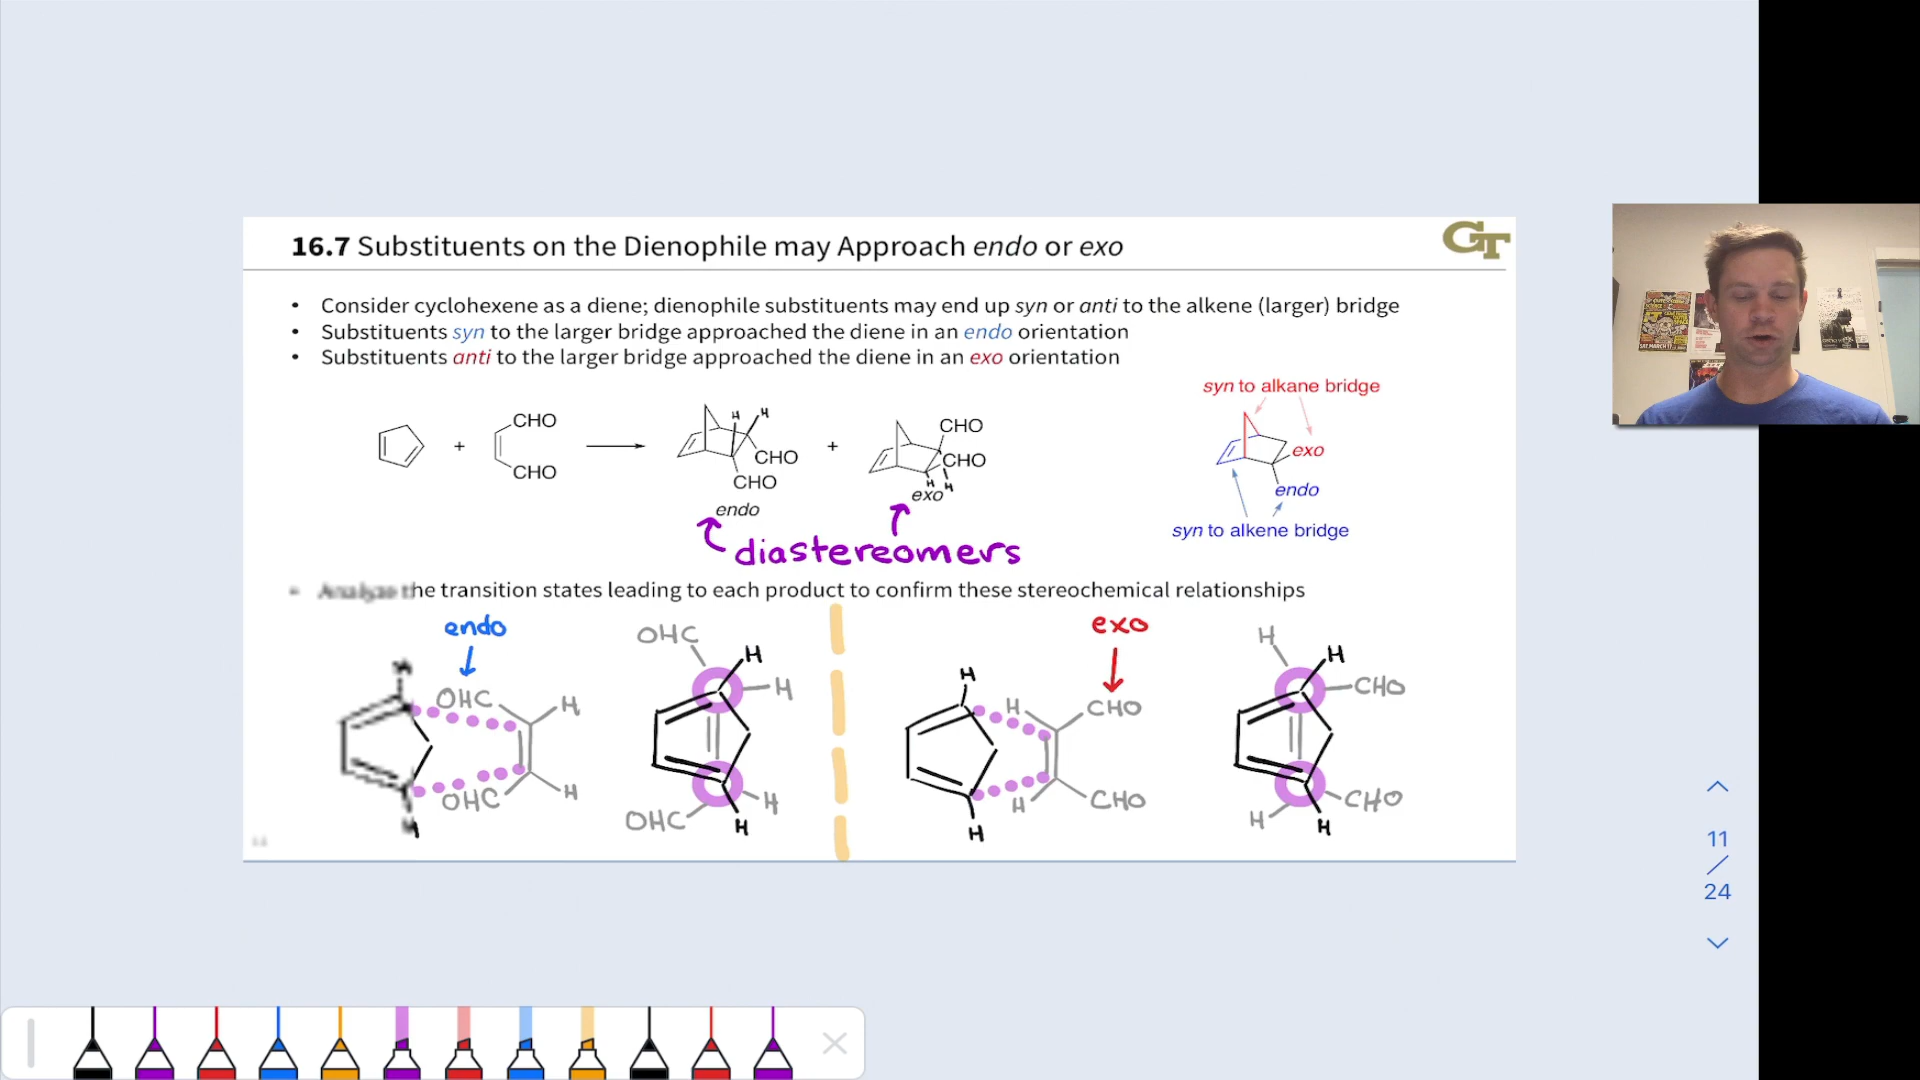 16.7 Substituents on the Dienophile may Approach endo or exo
GT
• Consider cyclohexene as a diene; dienophile substituents may end up syn or anti to the alkene (larger) bridge
• Substituents syn to the larger bridge approached the diene in an endo orientation
• Substituents anti to the larger bridge approached the diene in an exo orientation
syn to alkane bridge
CHO
CHO
+
H H
CHO
CHO
endo
+
CHO
CHO
H H
exo
exo
endo
syn to alkene bridge
diastereomers
• Analyze the transition states leading to each product to confirm these stereochemical relationships
endo
exo
H
OHC
H
OHC
H
H
OHC
H
H
OHC
H
H
H
H
CHO
H
CHO
H
H
H
CHO
H
CHO
H
11
/
24